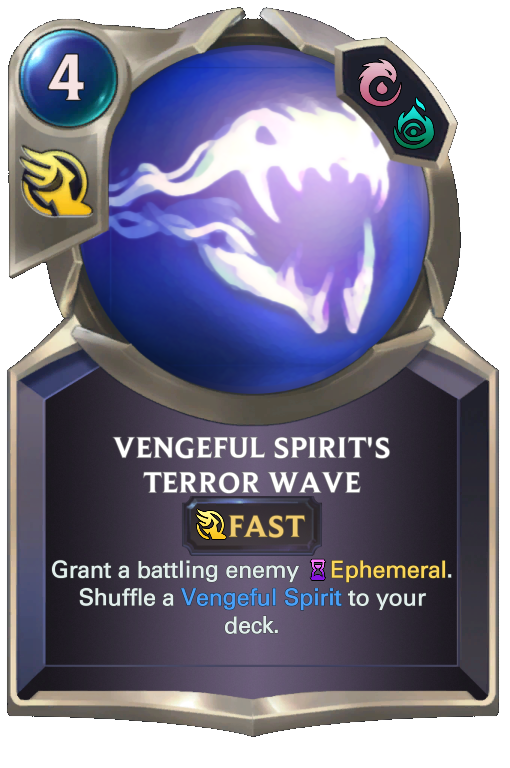 4
VENGEFUL SPIRIT'S
TERROR WAVE
FAST
Grant a battling enemy Ephemeral.
Shuffle a Vengeful Spirit to your
deck.